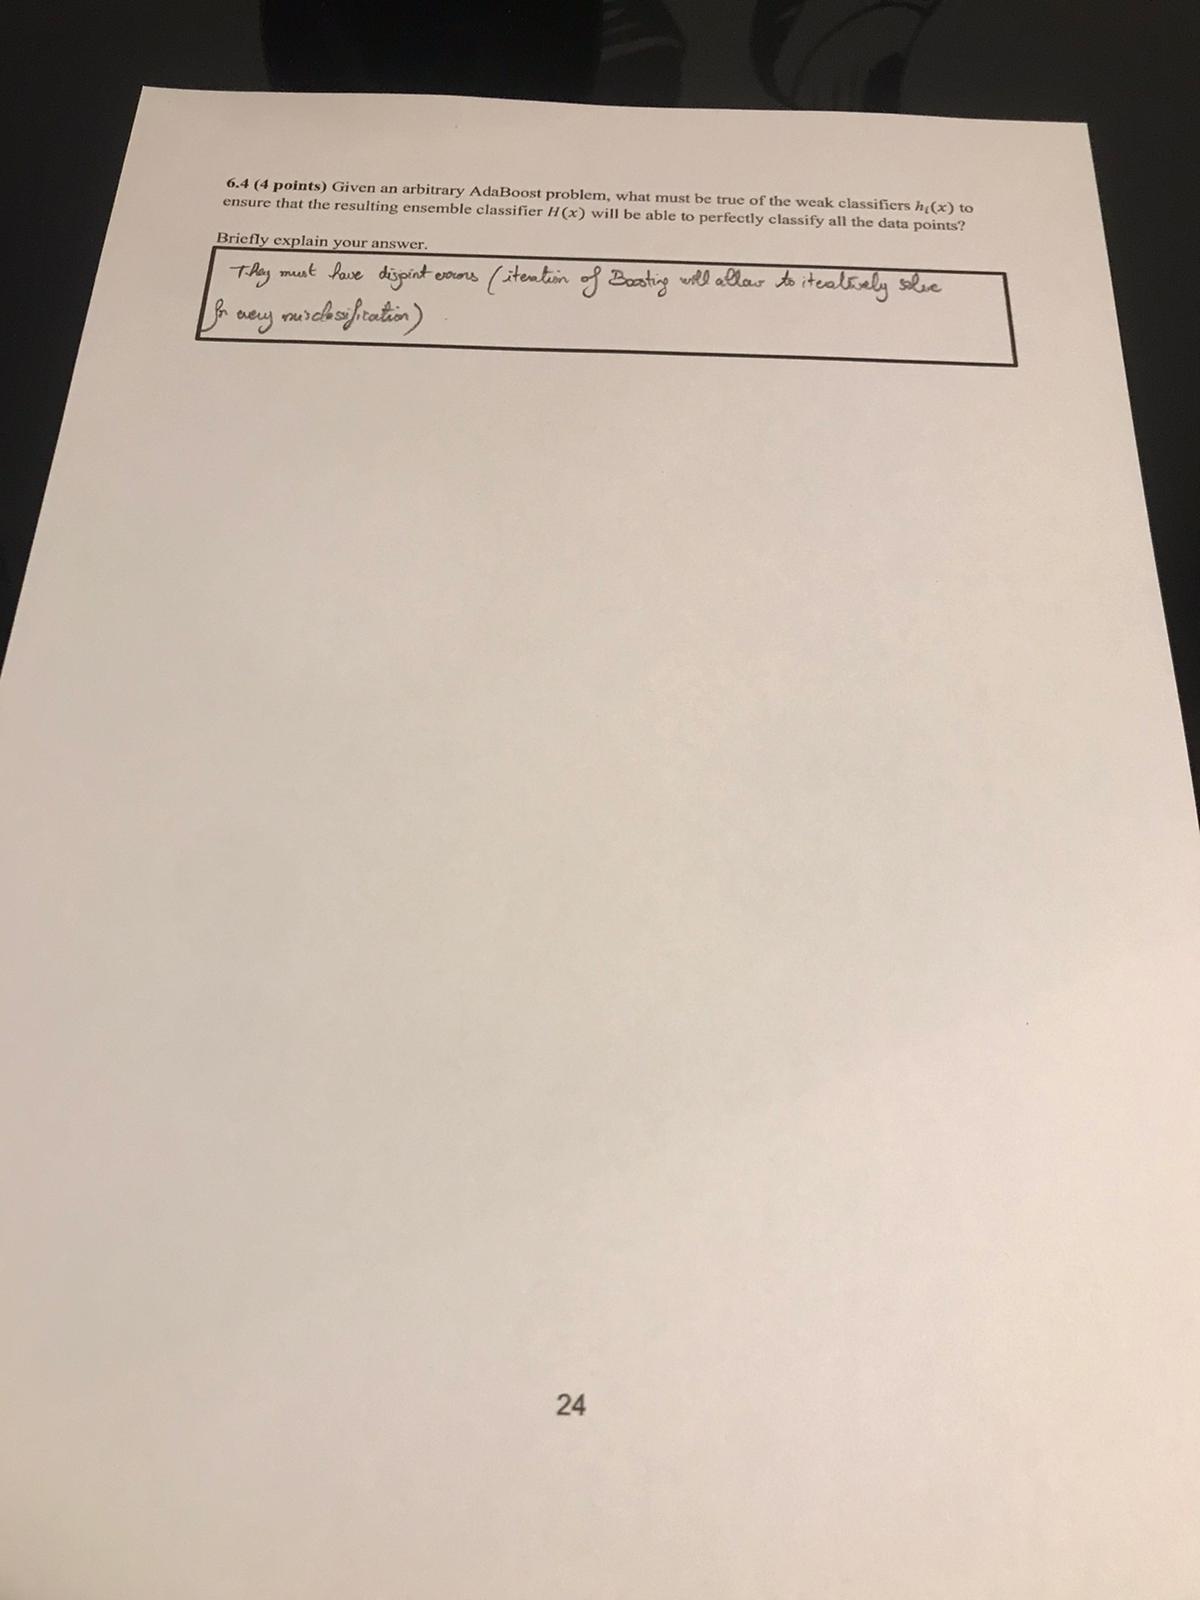 6.4 (4 points) Given an arbitrary AdaBoost problem, what must be true of the weak classifiers hᵢ(x) to
ensure that the resulting ensemble classifier H(x) will be able to perfectly classify all the data points?
Briefly explain your answer.
They must have disjoint errors (iteration of Boosting will allow to iteratively solve
for every misclassification)
24